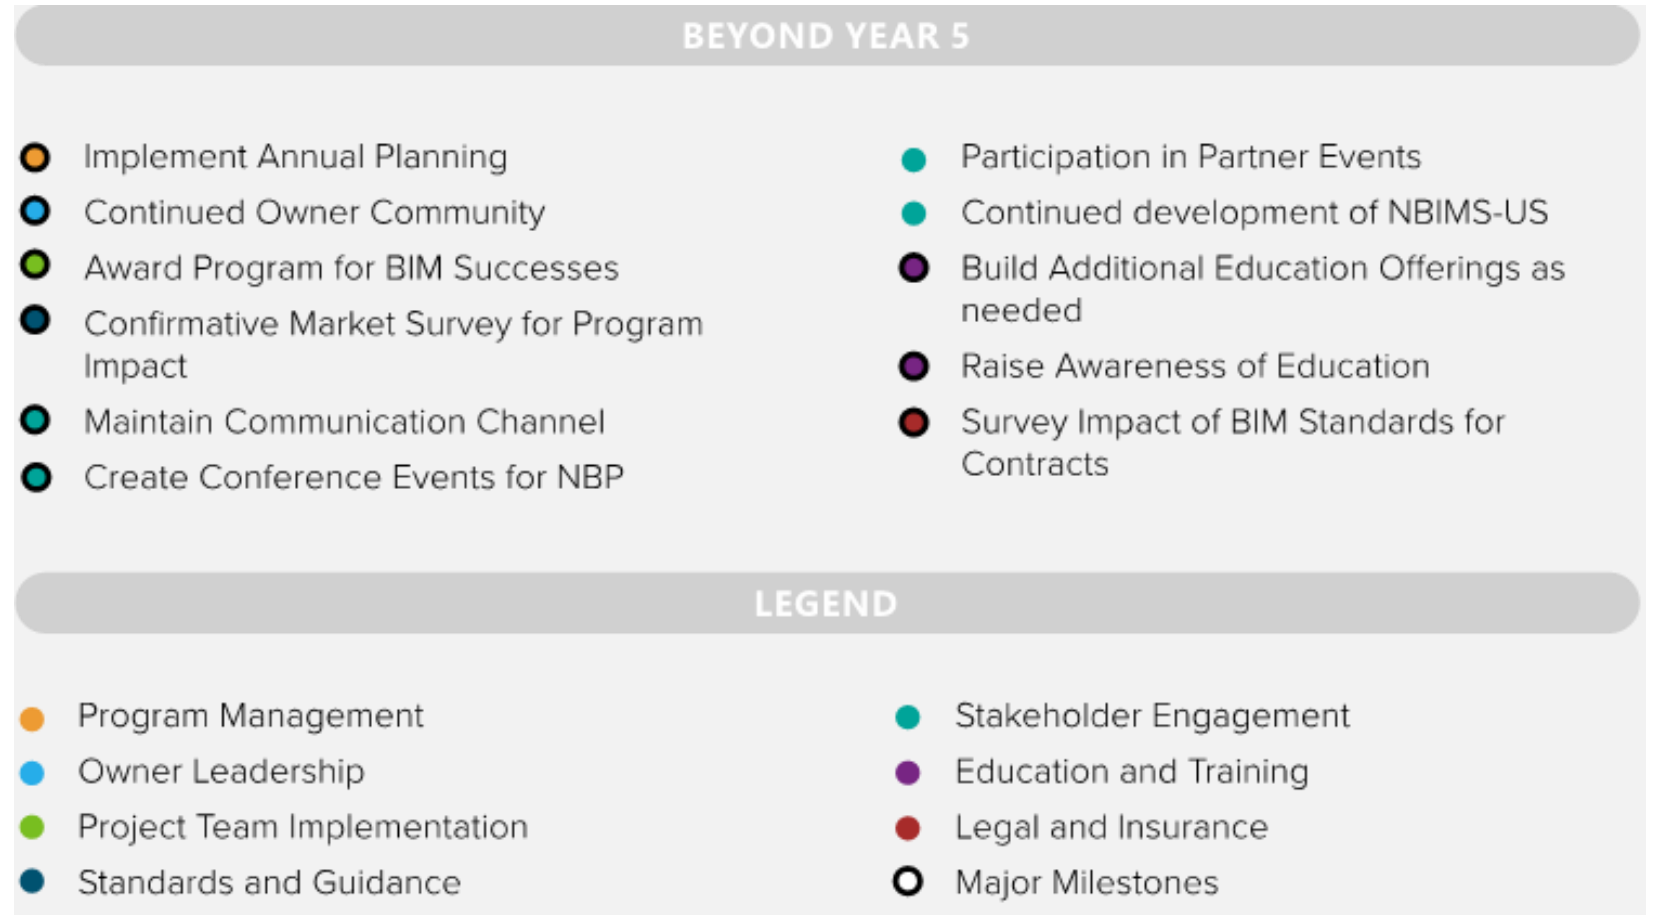 BEYOND YEAR 5
Implement Annual Planning
Continued Owner Community
Award Program for BIM Successes
Confirmative Market Survey for Program
Impact
Maintain Communication Channel
Create Conference Events for NBP
Participation in Partner Events
Continued development of NBIMS-US
Build Additional Education Offerings as
needed
Raise Awareness of Education
Survey Impact of BIM Standards for
Contracts
LEGEND
Program Management
Owner Leadership
Project Team Implementation
Standards and Guidance
Stakeholder Engagement
Education and Training
Legal and Insurance
Major Milestones